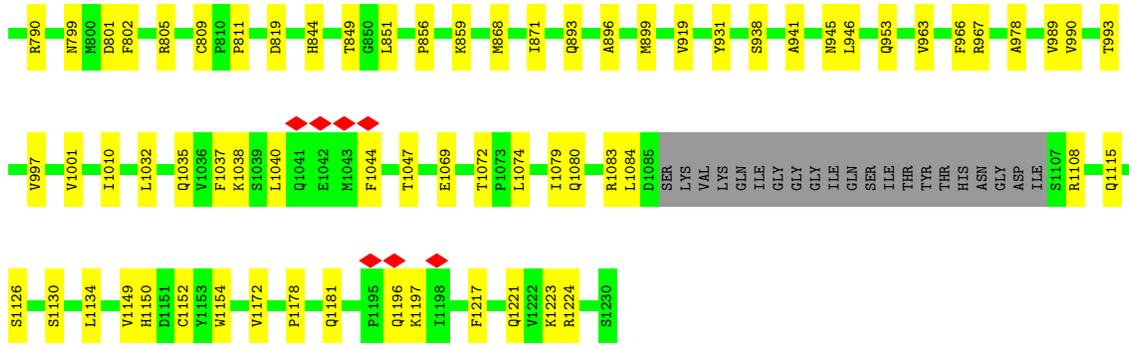 R790 N799 M800 D801 F802 R805 C809 P810 P811 D819 H844 T849 G850 L851 P856 K859 M868 I871 Q893 A896 M899 V919 Y931 S938 A941 N945 L946 Q953 V963 F966 R967 A978 V989 V990 T993
V997 V1001 I1010 L1032 Q1035 V1036 F1037 K1038 S1039 L1040 Q1041 E1042 M1043 F1044 T1047 E1069 T1072 P1073 L1074 I1079 Q1080 R1083 L1084 D1085 SER LYS VAL LYS GLN ILE GLY GLY GLY ILE GLN SER ILE THR TYR THR HIS ASN GLY ASP ILE S1107 R1108 Q1115
S1126 S1130 L1134 V1149 H1150 D1151 C1152 Y1153 W1154 V1172 P1178 Q1181 P1195 Q1196 K1197 I1198 F1217 Q1221 V1222 K1223 R1224 S1230